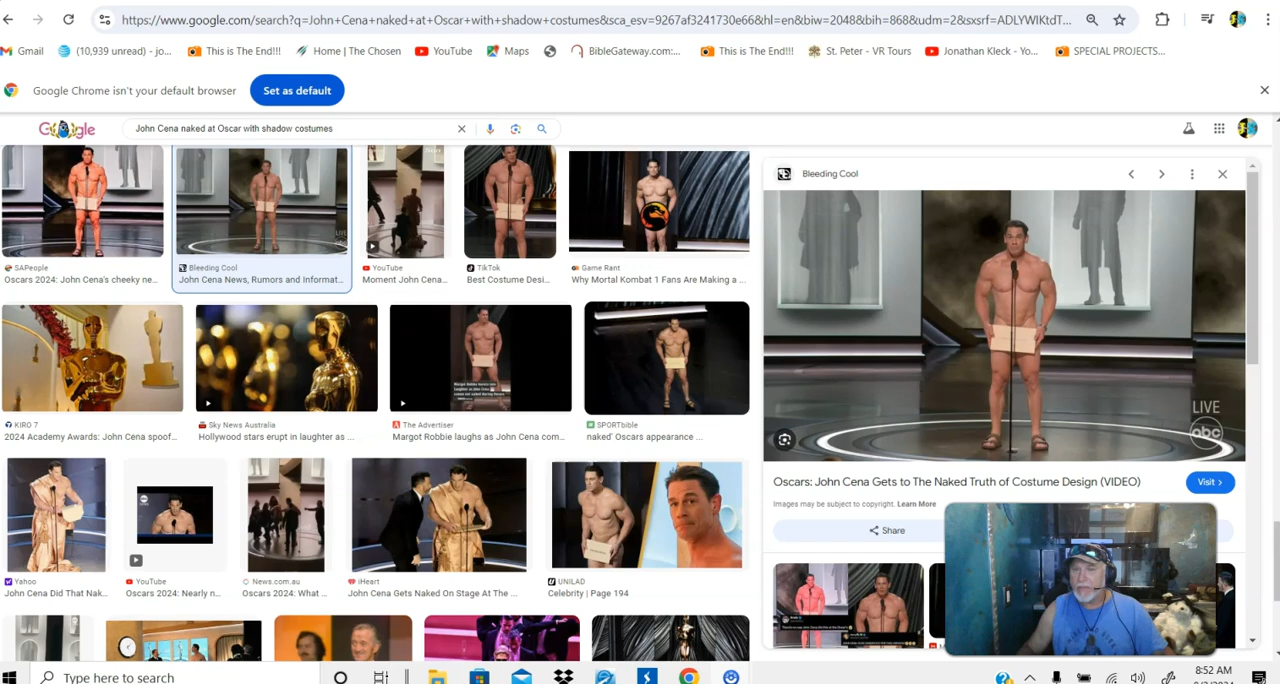 https://www.google.com/search?q=John+Cena+naked+at+Oscar+with+shadow+costumes&sca_esv=9267af3241730e66&hl=en&biw=2048&bih=868&udm=2&sxsrf=ADLYWIKtdT...
Gmail (10,939 unread) - jo... This is The End!!! Home | The Chosen YouTube Maps BibleGateway.com:... This is The End!!! St. Peter - VR Tours Jonathan Kleck - Yo... SPECIAL PROJECTS...
Google Chrome isn't your default browser Set as default
Google John Cena naked at Oscar with shadow costumes
SAPeople
Oscars 2024: John Cena's cheeky ne...
Bleeding Cool
John Cena News, Rumors and Informat...
YouTube
Moment John Cena...
TikTok
Best Costume Desi...
Game Rant
Why Mortal Kombat 1 Fans Are Making a ...
KIRO 7
2024 Academy Awards: John Cena spoof...
Sky News Australia
Hollywood stars erupt in laughter as ...
The Advertiser
Margot Robbie laughs as John Cena com...
SPORTbible
naked' Oscars appearance ...
Yahoo
John Cena Did That Nak...
YouTube
Oscars 2024: Nearly n...
News.com.au
Oscars 2024: What ...
iHeart
John Cena Gets Naked On Stage At The ...
UNILAD
Celebrity | Page 194
Bleeding Cool
LIVE
abc
Oscars: John Cena Gets to The Naked Truth of Costume Design (VIDEO)
Visit
Images may be subject to copyright. Learn More
Share
Type here to search
8:52 AM